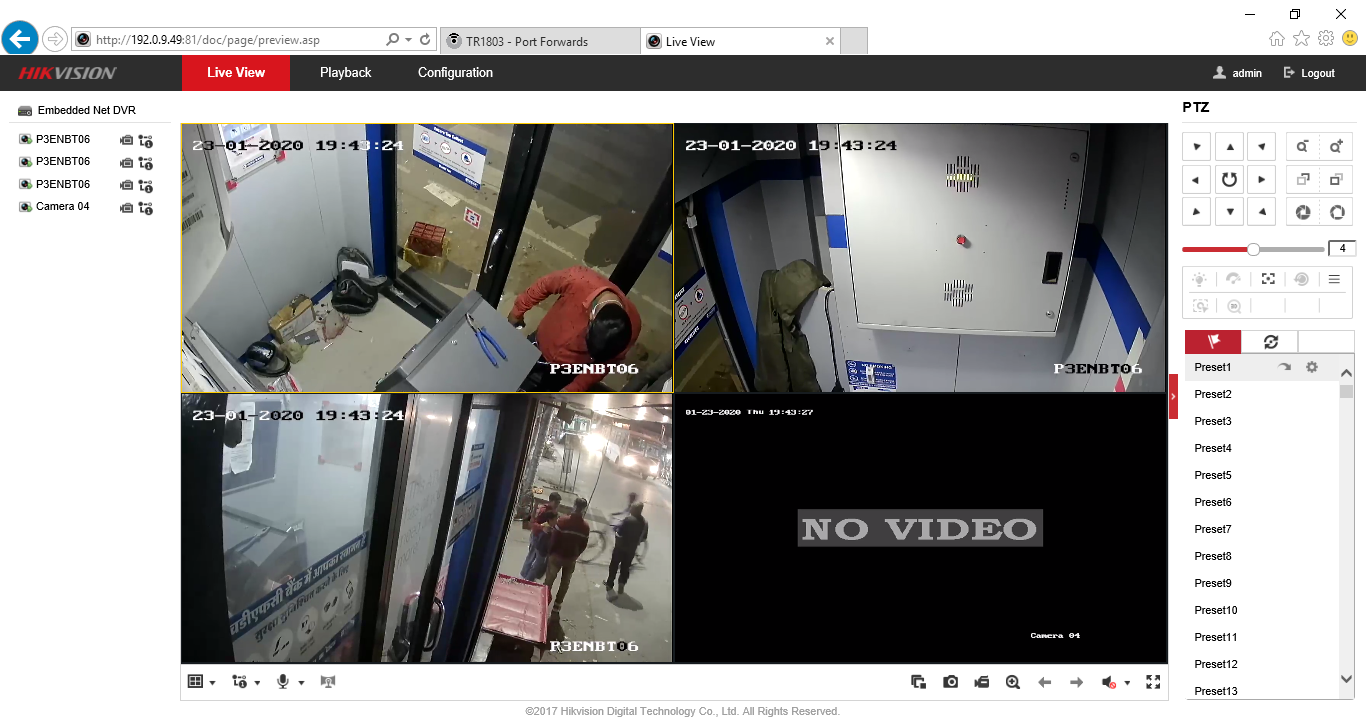 http://192.0.9.49:81/doc/page/preview.asp
TR1803 - Port Forwards
Live View
HIKVISION
Live View
Playback
Configuration
admin
Logout
Embedded Net DVR
P3ENBT06
P3ENBT06
P3ENBT06
Camera 04
23-01-2020 19:43:24
P3ENBT06
23-01-2020 19:43:24
P3ENBT06
23-01-2020 19:43:24
एचडीएफसी बैंक में आपका स्वागत है
P3ENBT06
01-23-2020 Thu 19:43:27
NO VIDEO
Camera 04
PTZ
4
Preset1
Preset2
Preset3
Preset4
Preset5
Preset6
Preset7
Preset8
Preset9
Preset10
Preset11
Preset12
Preset13
©2017 Hikvision Digital Technology Co., Ltd. All Rights Reserved.